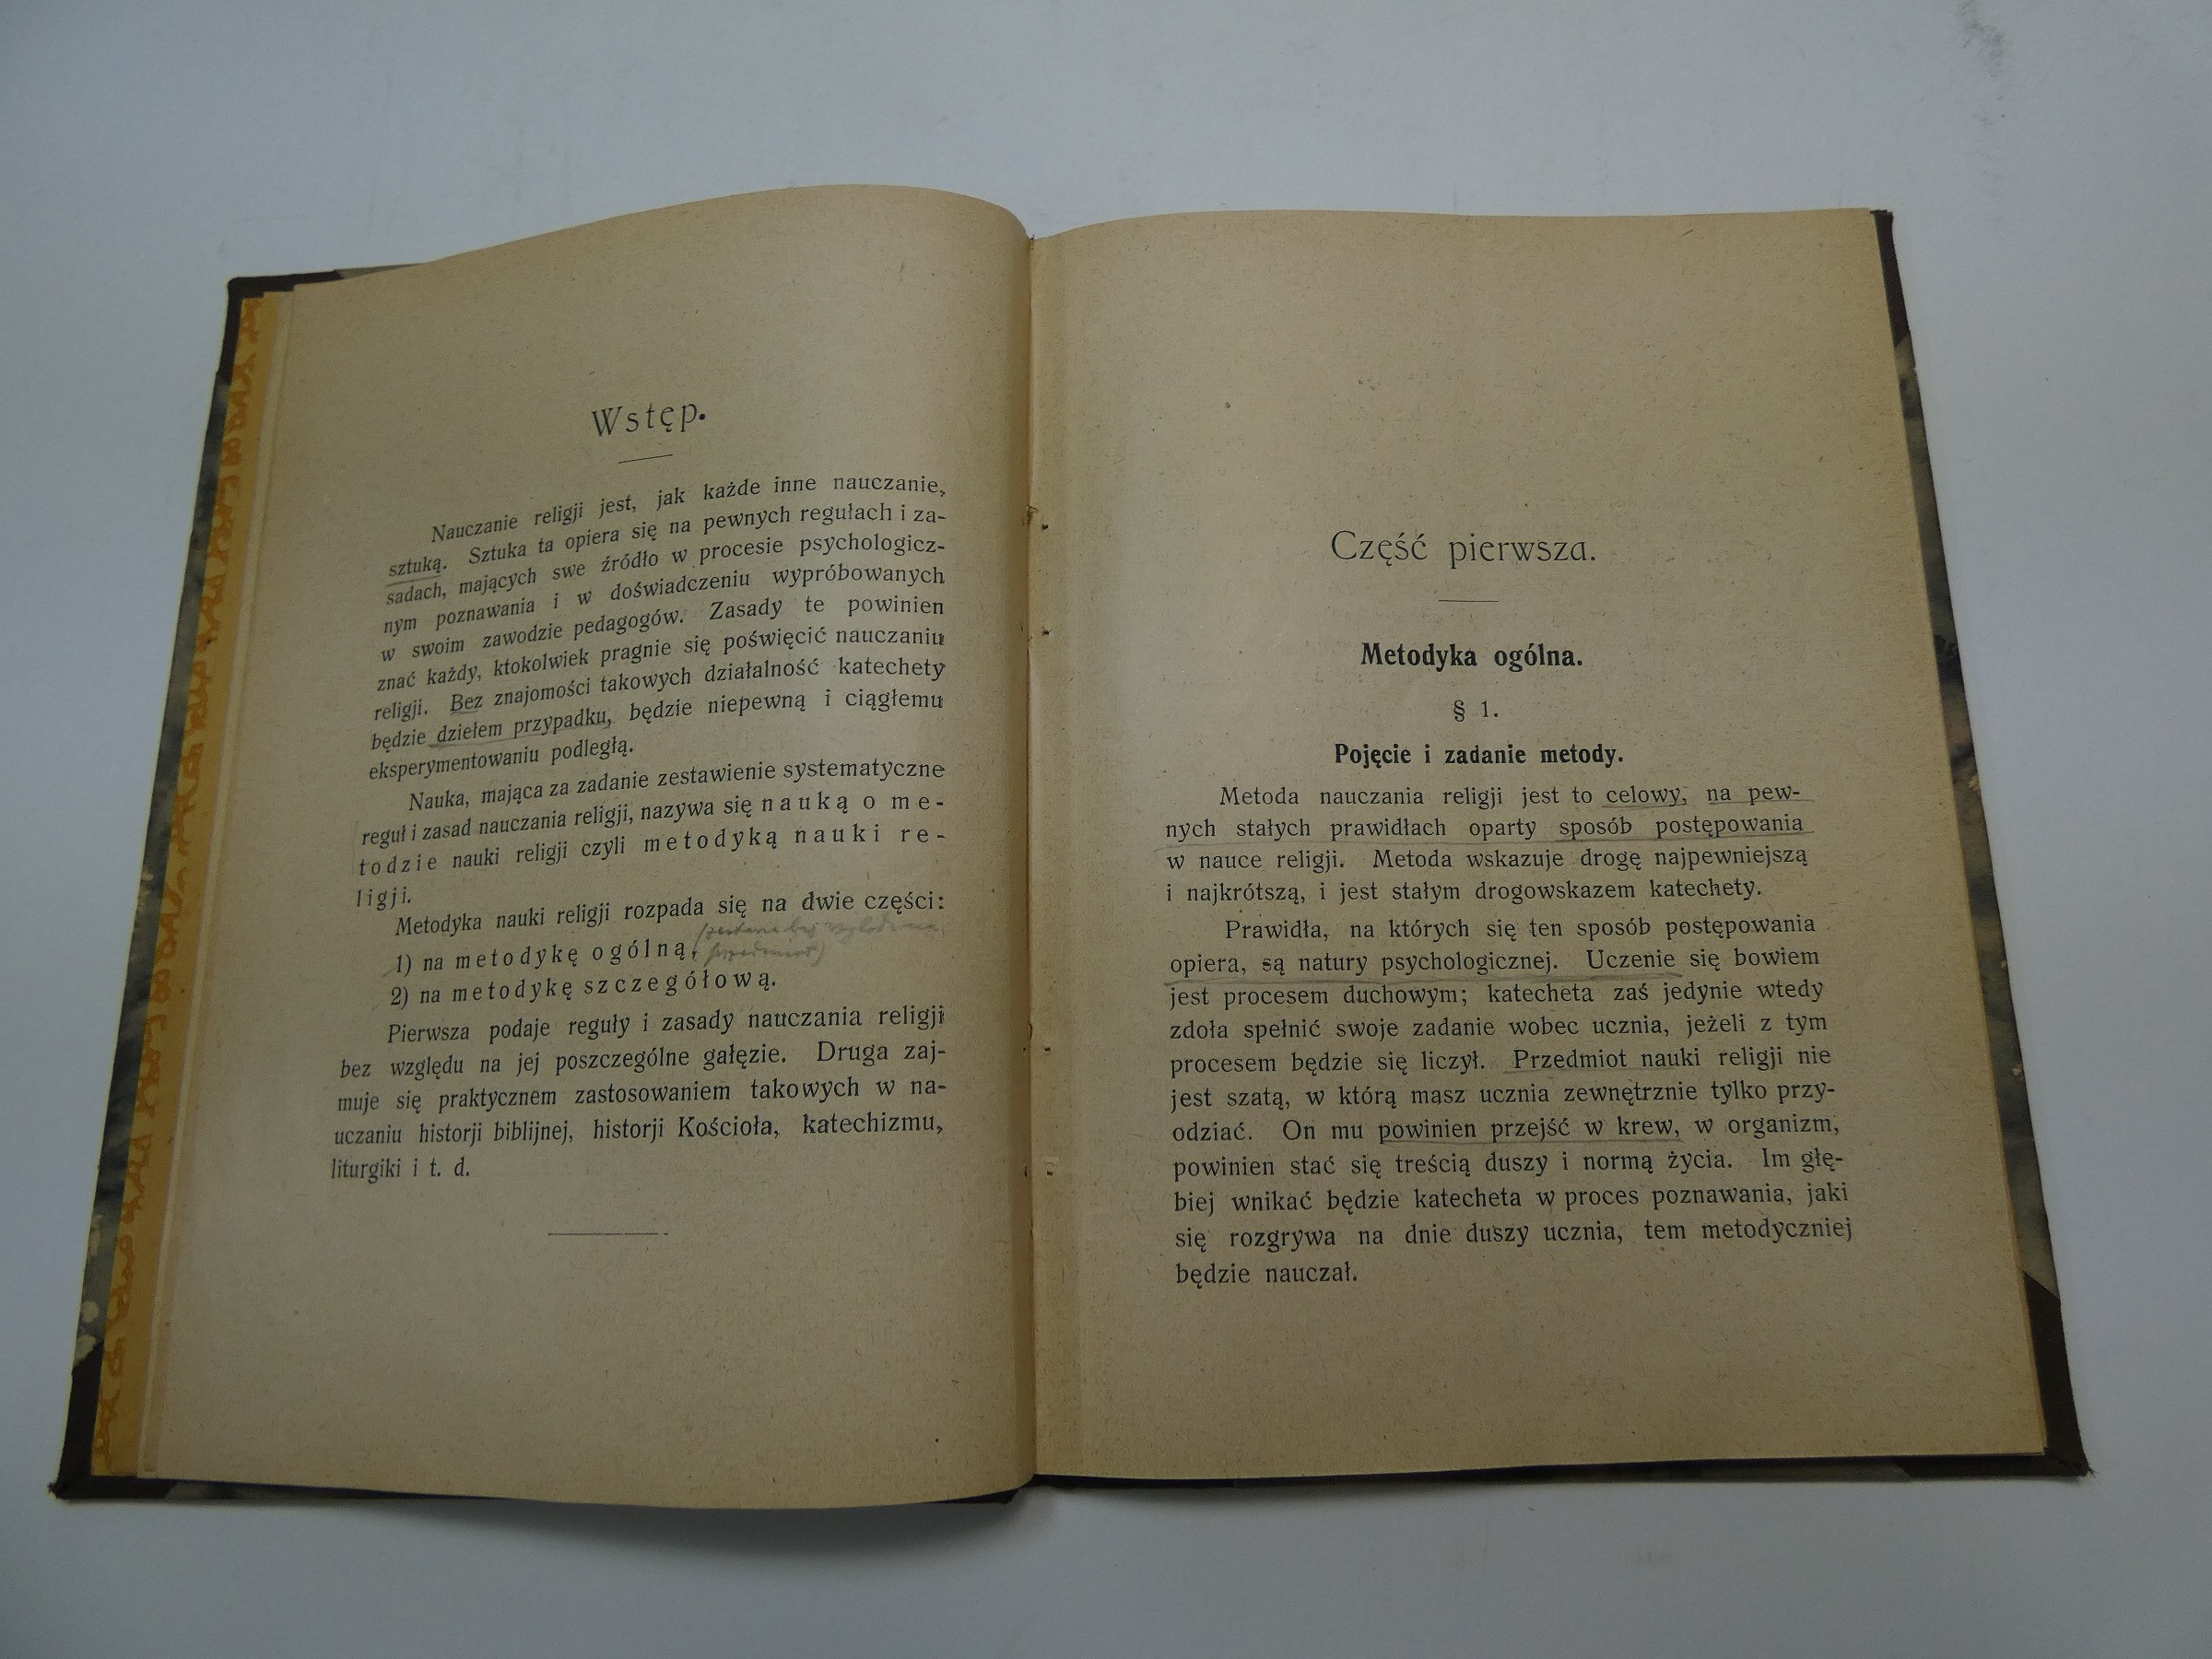 Wstęp.
Nauczanie religji jest, jak każde inne nauczanie,
sztuką. Sztuka ta opiera się na pewnych regułach i za-
sadach, mających swe źródło w procesie psychologicz-
nym poznawania i w doświadczeniu wypróbowanych
w swoim zawodzie pedagogów. Zasady te powinien
znać każdy, ktokolwiek pragnie się poświęcić nauczaniu
religji. Bez znajomości takowych działalność katechety
będzie dziełem przypadku, będzie niepewną i ciągłemu
eksperymentowaniu podległą.
Nauka, mająca za zadanie zestawienie systematyczne
reguł i zasad nauczania religji, nazywa się nauką o me-
todzie nauki religji czyli metodyką nauki re-
ligji.
Metodyka nauki religji rozpada się na dwie części:
1) na metodykę ogólną,
2) na metodykę szczegółową.
Pierwsza podaje reguły i zasady nauczania religji
bez względu na jej poszczególne gałęzie. Druga zaj-
muje się praktycznem zastosowaniem takowych w na-
uczaniu historji biblijnej, historji Kościoła, katechizmu,
liturgiki i t. d.
Część pierwsza.
Metodyka ogólna.
§ 1.
Pojęcie i zadanie metody.
Metoda nauczania religji jest to celowy, na pew-
nych stałych prawidłach oparty sposób postępowania
w nauce religji. Metoda wskazuje drogę najpewniejszą
i najkrótszą, i jest stałym drogowskazem katechety.
Prawidła, na których się ten sposób postępowania
opiera, są natury psychologicznej. Uczenie się bowiem
jest procesem duchowym; katecheta zaś jedynie wtedy
zdoła spełnić swoje zadanie wobec ucznia, jeżeli z tym
procesem będzie się liczył. Przedmiot nauki religji nie
jest szatą, w którą masz ucznia zewnętrznie tylko przy-
odziać. On mu powinien przejść w krew, w organizm,
powinien stać się treścią duszy i normą życia. Im głę-
biej wnikać będzie katecheta w proces poznawania, jaki
się rozgrywa na dnie duszy ucznia, tem metodyczniej
będzie nauczał.